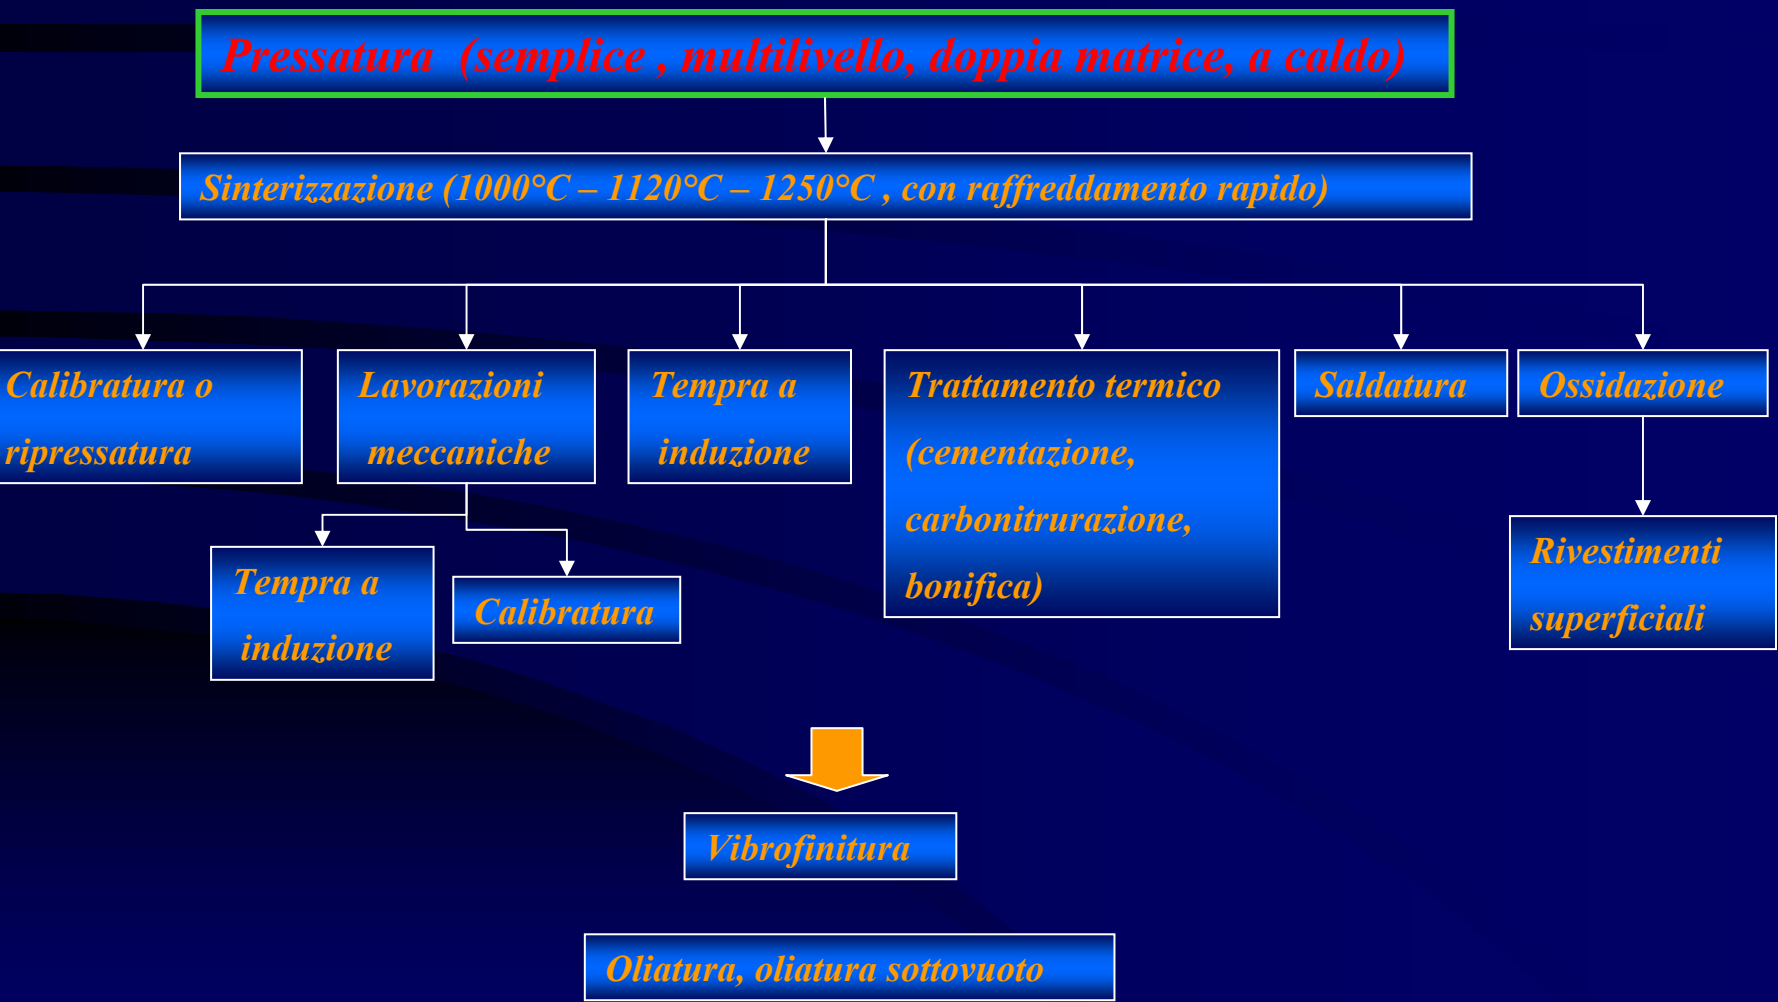 Pressatura (semplice , multilivello, doppia matrice, a caldo)
Sinterizzazione (1000°C – 1120°C – 1250°C , con raffreddamento rapido)
Calibratura o
ripressatura
Lavorazioni
meccaniche
Tempra a
induzione
Trattamento termico
(cementazione,
carbonitrurazione,
bonifica)
Saldatura
Ossidazione
Tempra a
induzione
Calibratura
Rivestimenti
superficiali
Vibrofinitura
Oliatura, oliatura sottovuoto